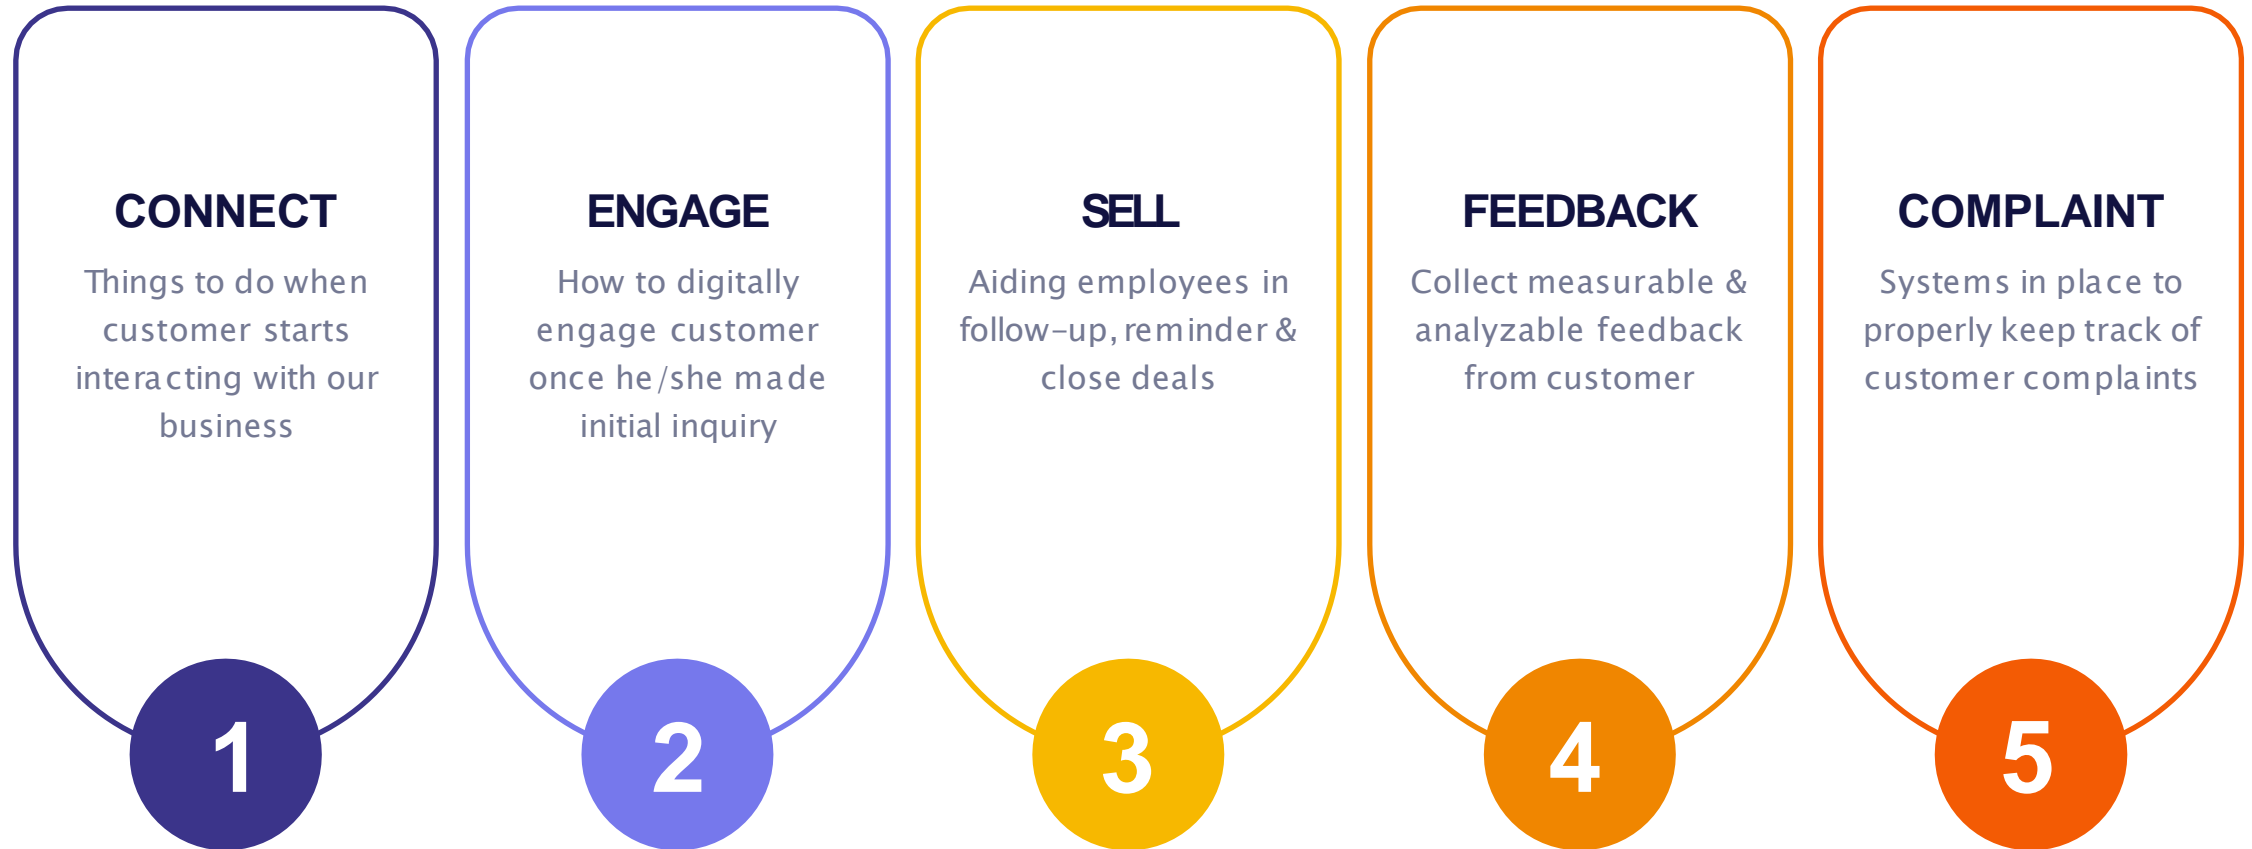 CONNECT
Things to do when
customer starts
interacting with our
business
1
ENGAGE
How to digitally
engage customer
once he/she made
initial inquiry
2
SELL
Aiding employees in
follow-up, reminder &
close deals
3
FEEDBACK
Collect measurable &
analyzable feedback
from customer
4
COMPLAINT
Systems in place to
properly keep track of
customer complaints
5